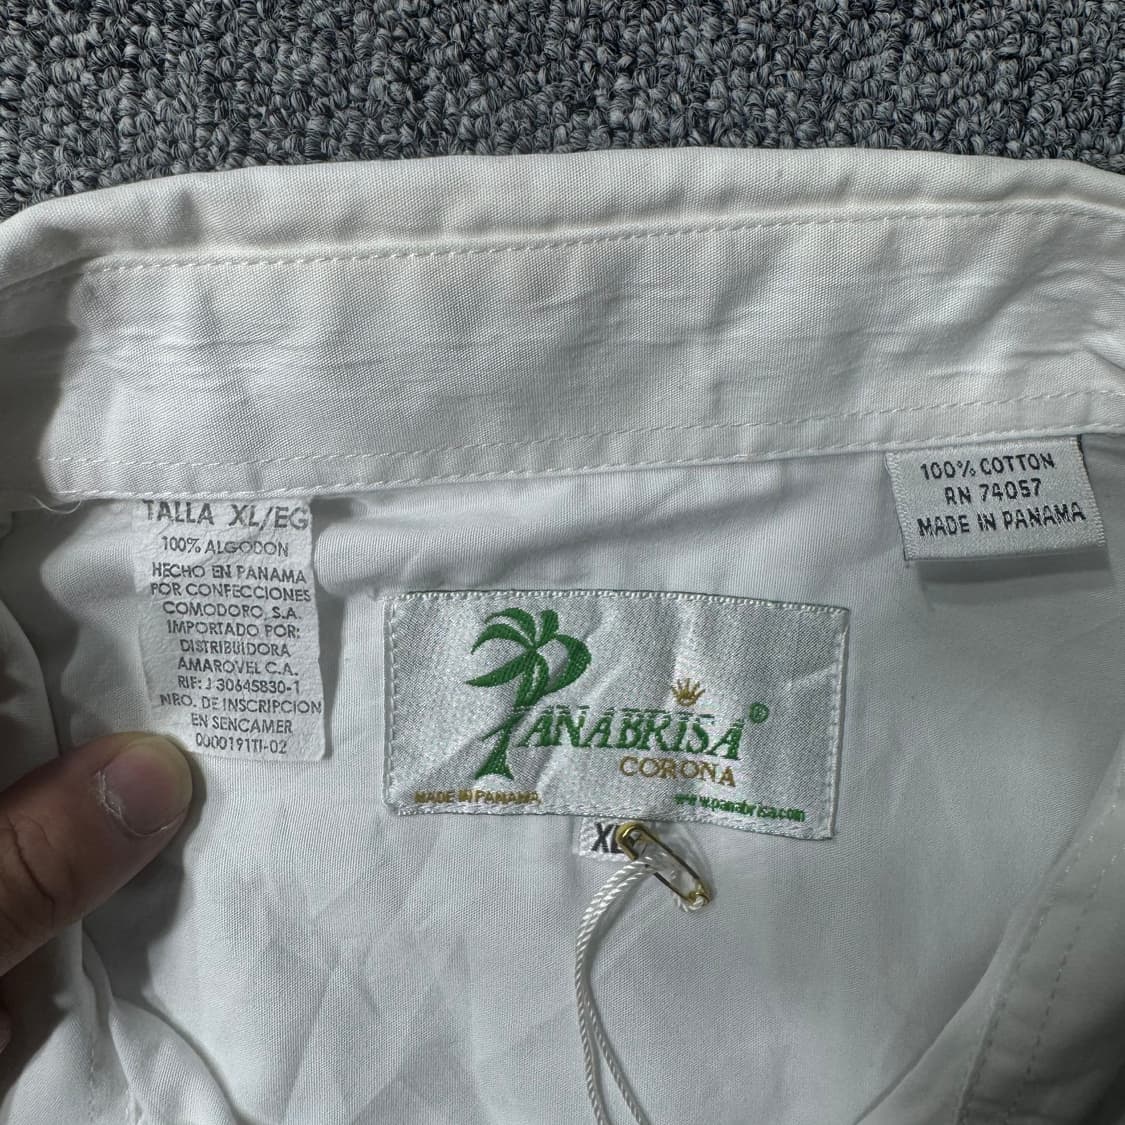 TALLA XL/EG
100% ALGODON
HECHO EN PANAMA
POR CONFECCIONES
COMODORO, S.A.
IMPORTADO POR:
DISTRIBUIDORA
AMAROVEL C.A.
RIF: J 30645830-1
NRO. DE INSCRIPCION
EN SENCAMER
0000191TI-02
PANABRISA®
CORONA
MADE IN PANAMA
www.panabrisa.com
XL
100% COTTON
RN 74057
MADE IN PANAMA